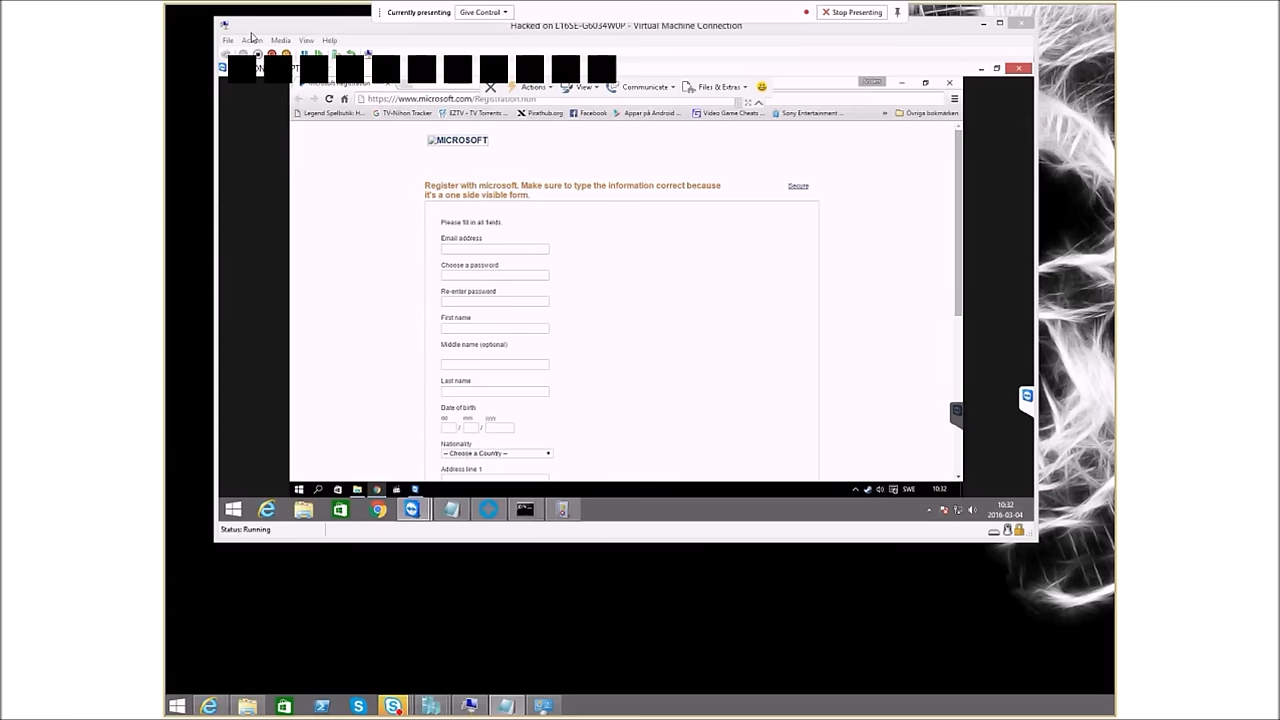 Currently presenting Give Control Stop Presenting
Hacked on L16SE-G6034W0P - Virtual Machine Connection
File Action Media View Help
Actions View Communicate Files & Extras
https://www.microsoft.com/Registration.htm
Legend Spelbutik: H... TV-Nihon Tracker EZTV - TV Torrents ... Pirathub.org Facebook Appar på Android ... Video Game Cheats ... Sony Entertainment ... » Övriga bokmärken
MICROSOFT
Register with microsoft. Make sure to type the information correct because
it's a one side visible form.
Secure
Please fill in all fields.
Email address
Choose a password
Re-enter password
First name
Middle name (optional)
Last name
Date of birth
dd mm yyyy
/ /
Nationality
-- Choose a Country --
Address line 1
SWE 10:32
10:32
2016-03-04
Status: Running